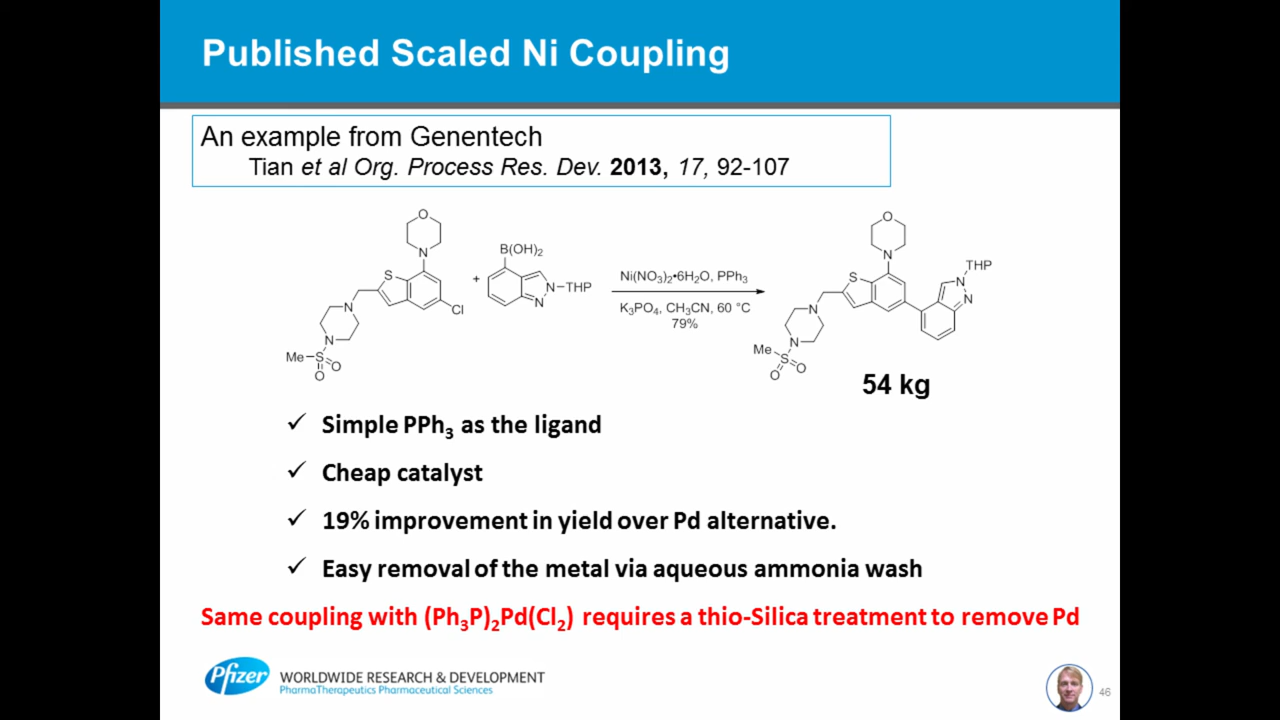 Published Scaled Ni Coupling
An example from Genentech
Tian et al Org. Process Res. Dev. 2013, 17, 92-107
O
N
S
Cl
N
N
Me
S
O
O
+
B(OH)₂
N
THP
N
Ni(NO₃)₂•6H₂O, PPh₃
K₃PO₄, CH₃CN, 60 °C
79%
O
N
S
THP
N
N
N
N
Me
S
O
O
54 kg
✓ Simple PPh₃ as the ligand
✓ Cheap catalyst
✓ 19% improvement in yield over Pd alternative.
✓ Easy removal of the metal via aqueous ammonia wash
Same coupling with (Ph₃P)₂Pd(Cl₂) requires a thio-Silica treatment to remove Pd
Pfizer
WORLDWIDE RESEARCH & DEVELOPMENT
PharmaTherapeutics Pharmaceutical Sciences
46